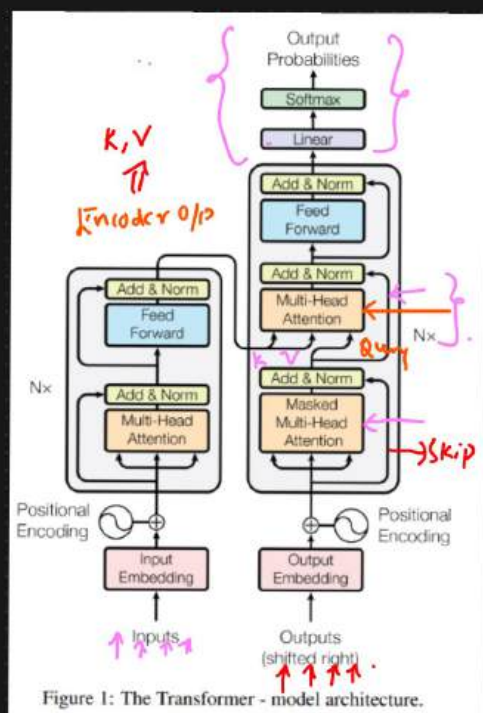 Output
Probabilities
Softmax
Linear
K, V
Encoder O/P
Add & Norm
Feed
Forward
Add & Norm
Multi-Head
Attention
Nx
K V Query
Add & Norm
Masked
Multi-Head
Attention
Skip
Add & Norm
Feed
Forward
Nx
Add & Norm
Multi-Head
Attention
Positional
Encoding
Positional
Encoding
Input
Embedding
Output
Embedding
Inputs
Outputs
(shifted right)
Figure 1: The Transformer - model architecture.